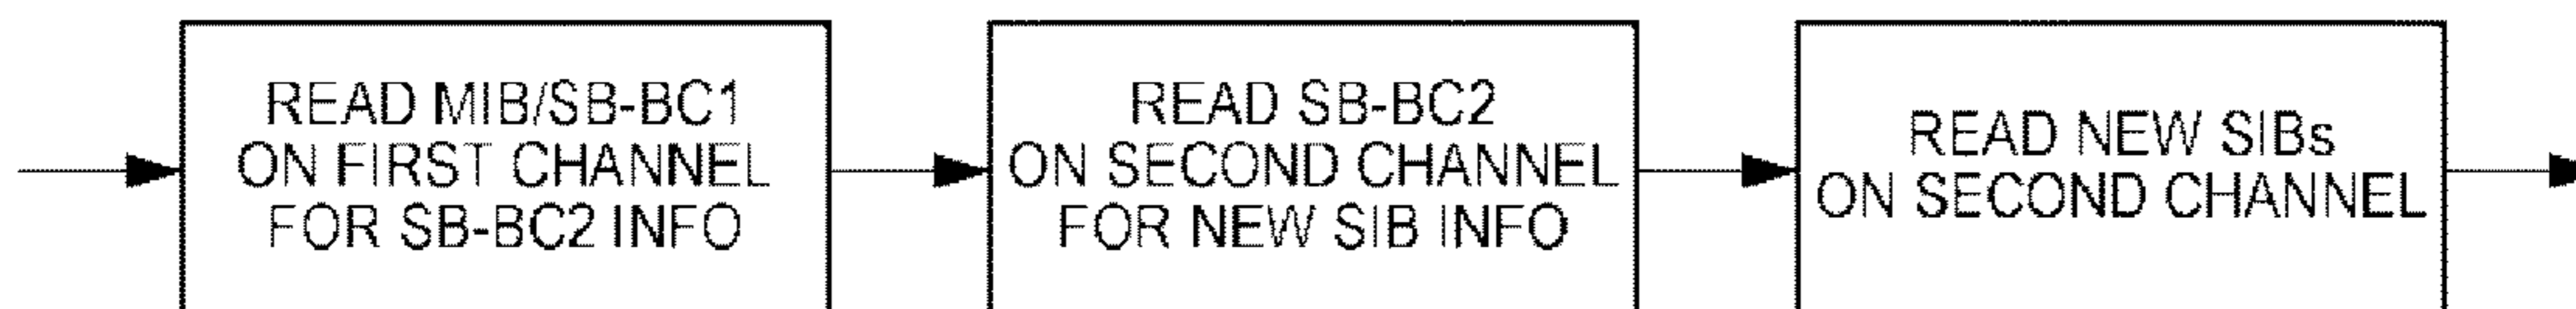 READ MIB/SB-BC1
ON FIRST CHANNEL
FOR SB-BC2 INFO
READ SB-BC2
ON SECOND CHANNEL
FOR NEW SIB INFO
READ NEW SIBs
ON SECOND CHANNEL